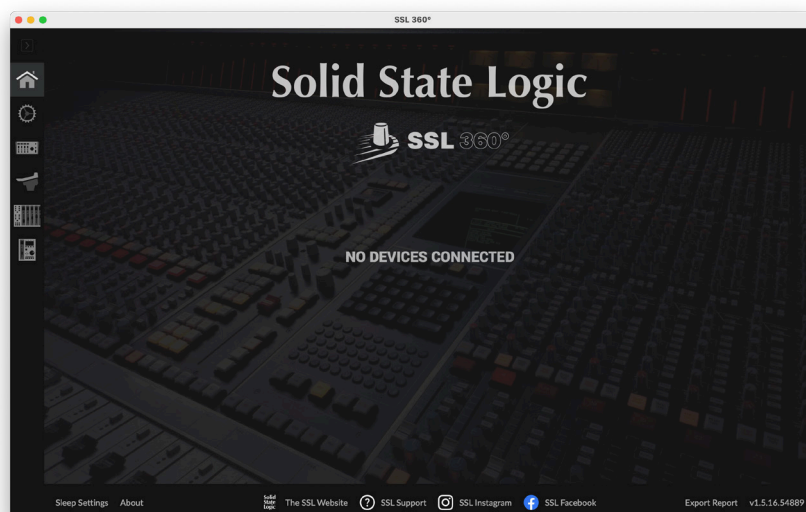 SSL 360°
Solid State Logic
SSL 360°
NO DEVICES CONNECTED
Sleep Settings About Solid State Logic The SSL Website ? SSL Support SSL Instagram SSL Facebook Export Report v1.5.16.54889